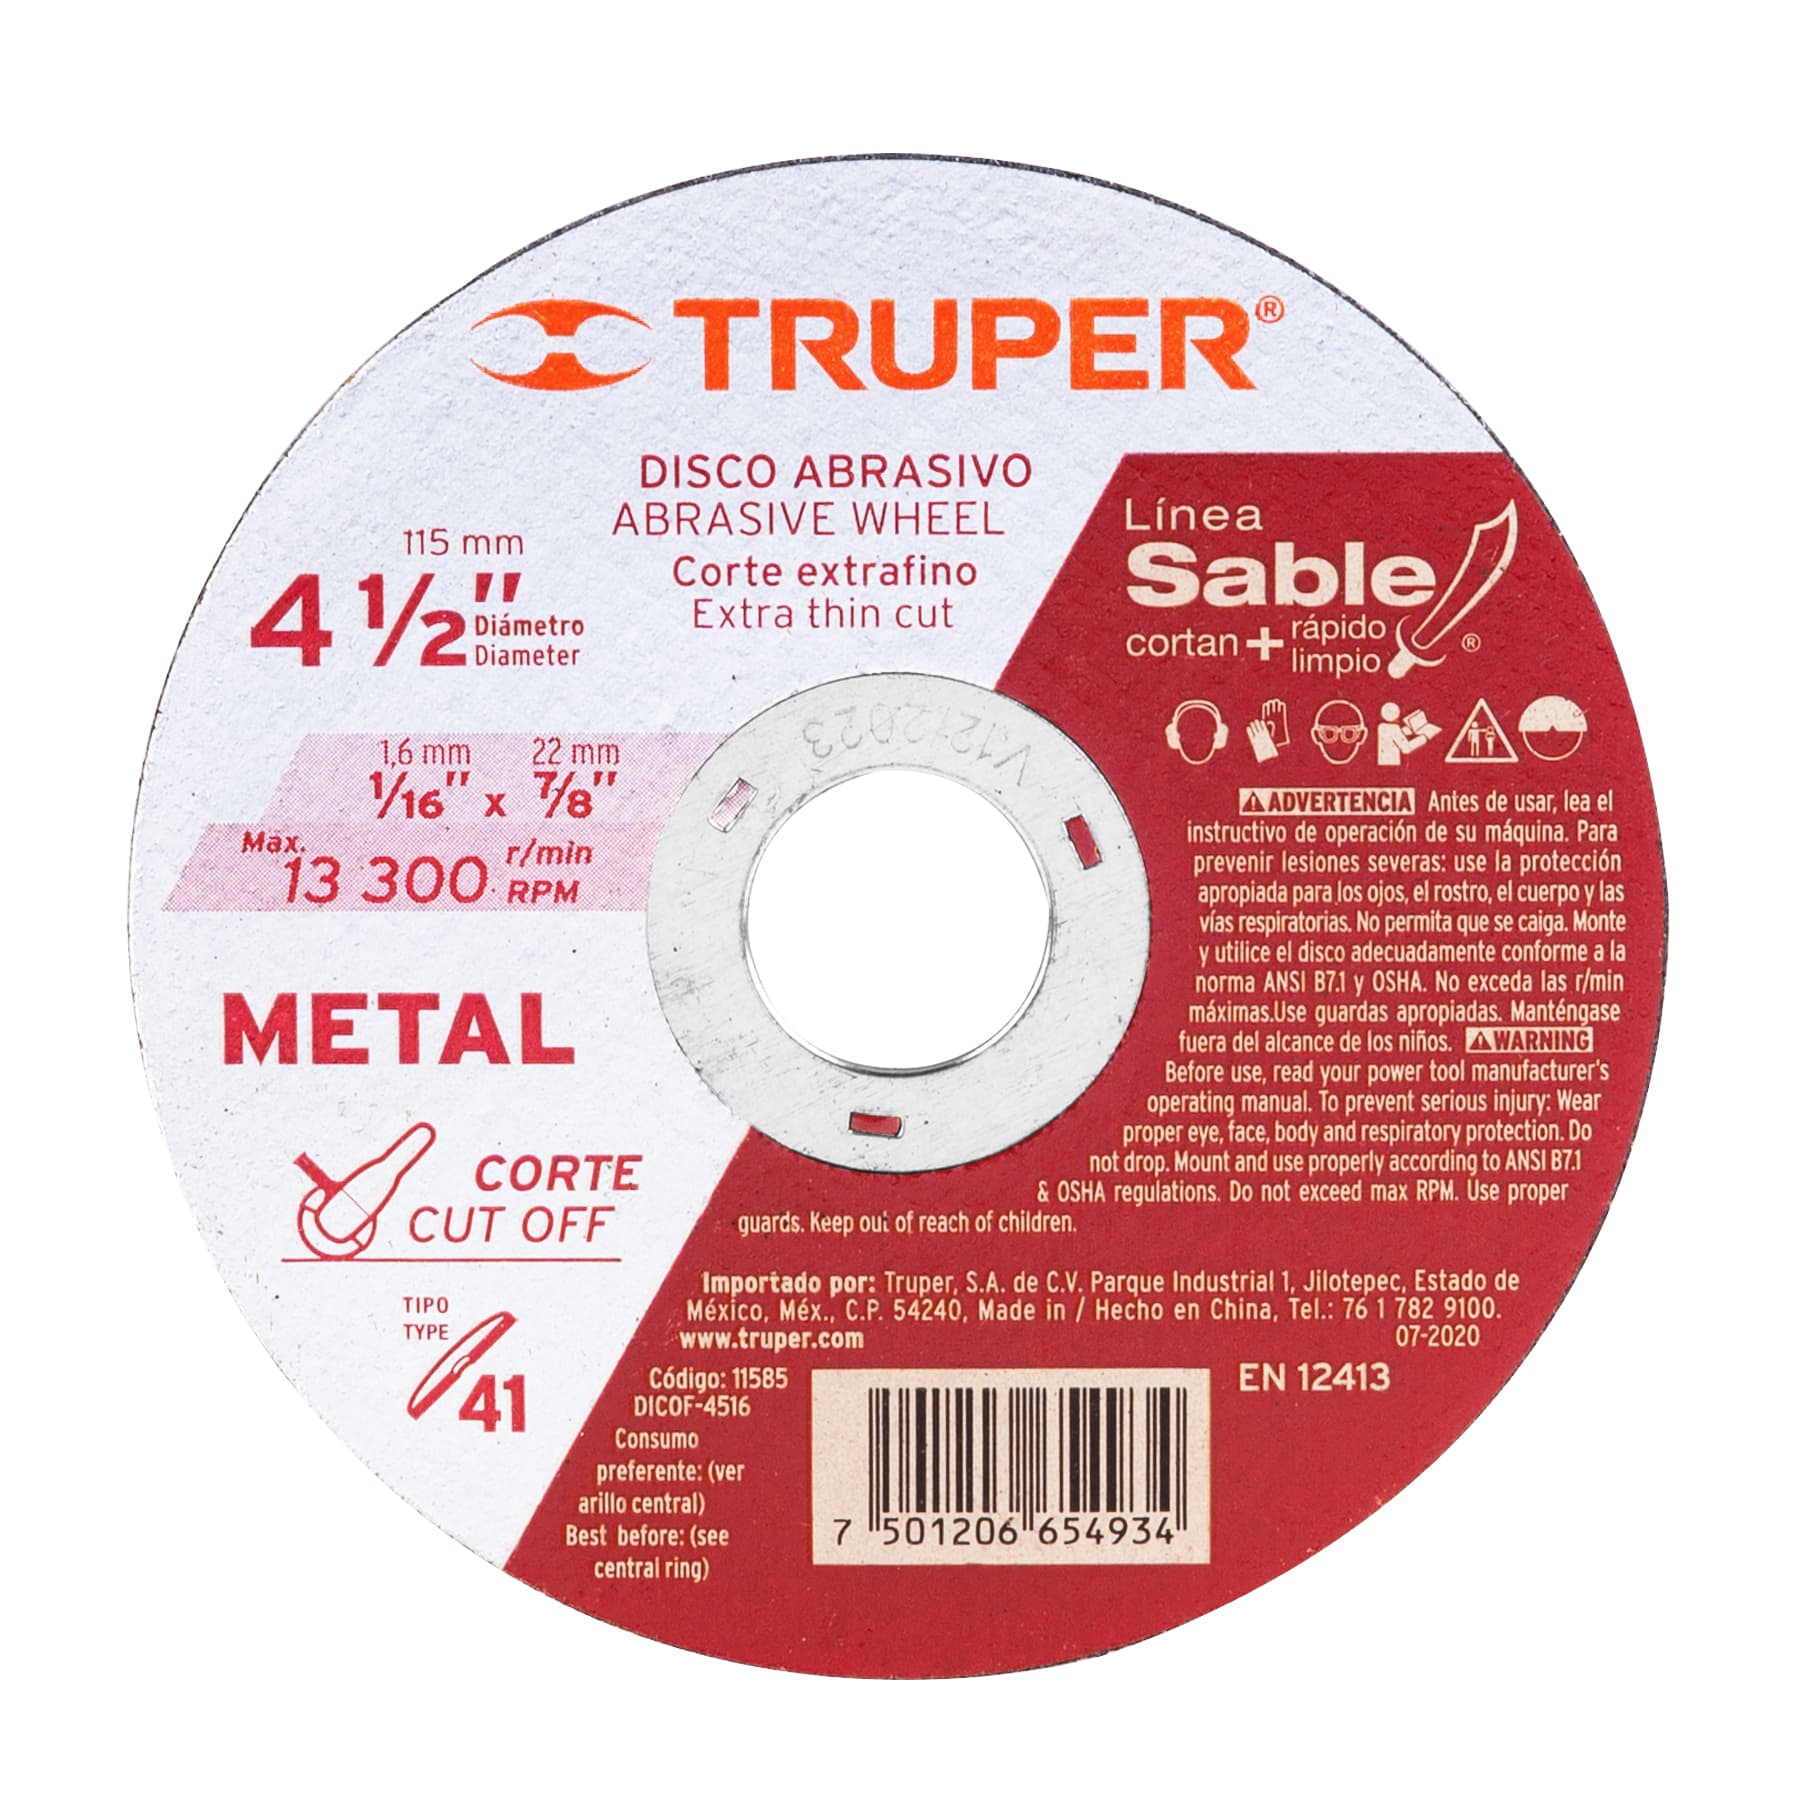 TRUPER®
DISCO ABRASIVO
ABRASIVE WHEEL
Corte extrafino
Extra thin cut
115 mm
4 1/2"
Diámetro
Diameter
1,6 mm 22 mm
1/16" x 7/8"
Max. 13 300 r/min
RPM
METAL
CORTE
CUT OFF
TIPO
TYPE
41
Línea
Sable
cortan + rápido
limpio ®
V12/2023
ADVERTENCIA Antes de usar, lea el
instructivo de operación de su máquina. Para
prevenir lesiones severas: use la protección
apropiada para los ojos, el rostro, el cuerpo y las
vías respiratorias. No permita que se caiga. Monte
y utilice el disco adecuadamente conforme a la
norma ANSI B7.1 y OSHA. No exceda las r/min
máximas.Use guardas apropiadas. Manténgase
fuera del alcance de los niños. WARNING
Before use, read your power tool manufacturer's
operating manual. To prevent serious injury: Wear
proper eye, face, body and respiratory protection. Do
not drop. Mount and use properly according to ANSI B7.1
& OSHA regulations. Do not exceed max RPM. Use proper
guards. Keep out of reach of children.
Importado por: Truper, S.A. de C.V. Parque Industrial 1, Jilotepec, Estado de
México, Méx., C.P. 54240, Made in / Hecho en China, Tel.: 76 1 782 9100.
www.truper.com
07-2020
Código: 11585
DICOF-4516
EN 12413
Consumo
preferente: (ver
arillo central)
Best before: (see
central ring)
7 501206 654934